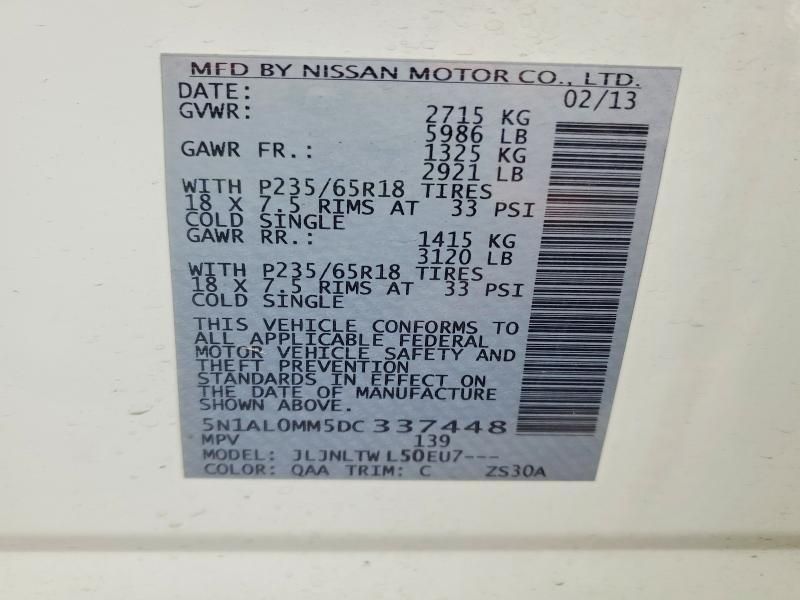 MFD BY NISSAN MOTOR CO., LTD.
DATE: 02/13
GVWR: 2715 KG
5986 LB
GAWR FR.: 1325 KG
2921 LB
WITH P235/65R18 TIRES
18 X 7.5 RIMS AT 33 PSI
COLD SINGLE
GAWR RR.: 1415 KG
3120 LB
WITH P235/65R18 TIRES
18 X 7.5 RIMS AT 33 PSI
COLD SINGLE
THIS VEHICLE CONFORMS TO
ALL APPLICABLE FEDERAL
MOTOR VEHICLE SAFETY AND
THEFT PREVENTION
STANDARDS IN EFFECT ON
THE DATE OF MANUFACTURE
SHOWN ABOVE.
5N1AL0MM5DC 337448
MPV 139
MODEL: JLJNLTW L50EU7---
COLOR: QAA TRIM: C ZS30A